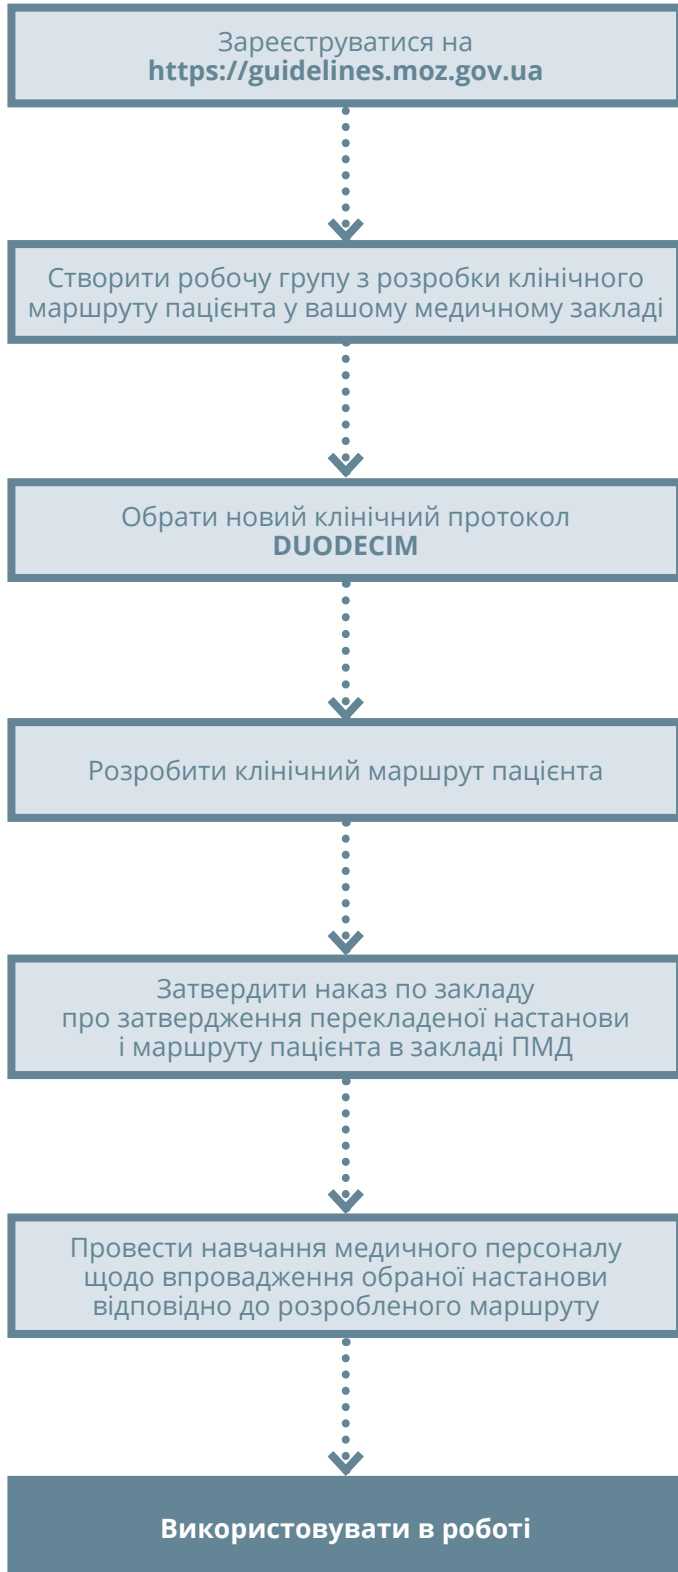 Зареєструватися на
https://guidelines.moz.gov.ua
Створити робочу групу з розробки клінічного
маршруту пацієнта у вашому медичному закладі
Обрати новий клінічний протокол
DUODECIM
Розробити клінічний маршрут пацієнта
Затвердити наказ по закладу
про затвердження перекладеної настанови
і маршруту пацієнта в закладі ПМД
Провести навчання медичного персоналу
щодо впровадження обраної настанови
відповідно до розробленого маршруту
Використовувати в роботі